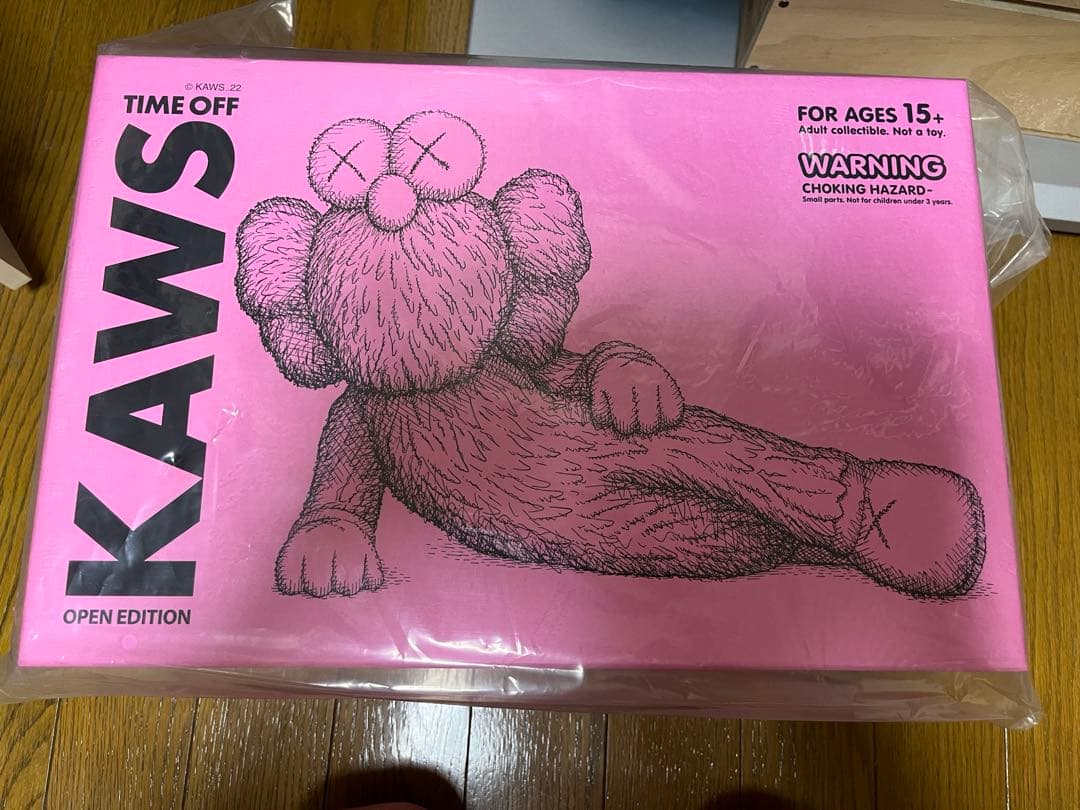 © KAWS..22
TIME OFF
KAWS
OPEN EDITION
FOR AGES 15+
Adult collectible. Not a toy.
WARNING
CHOKING HAZARD-
Small parts. Not for children under 3 years.